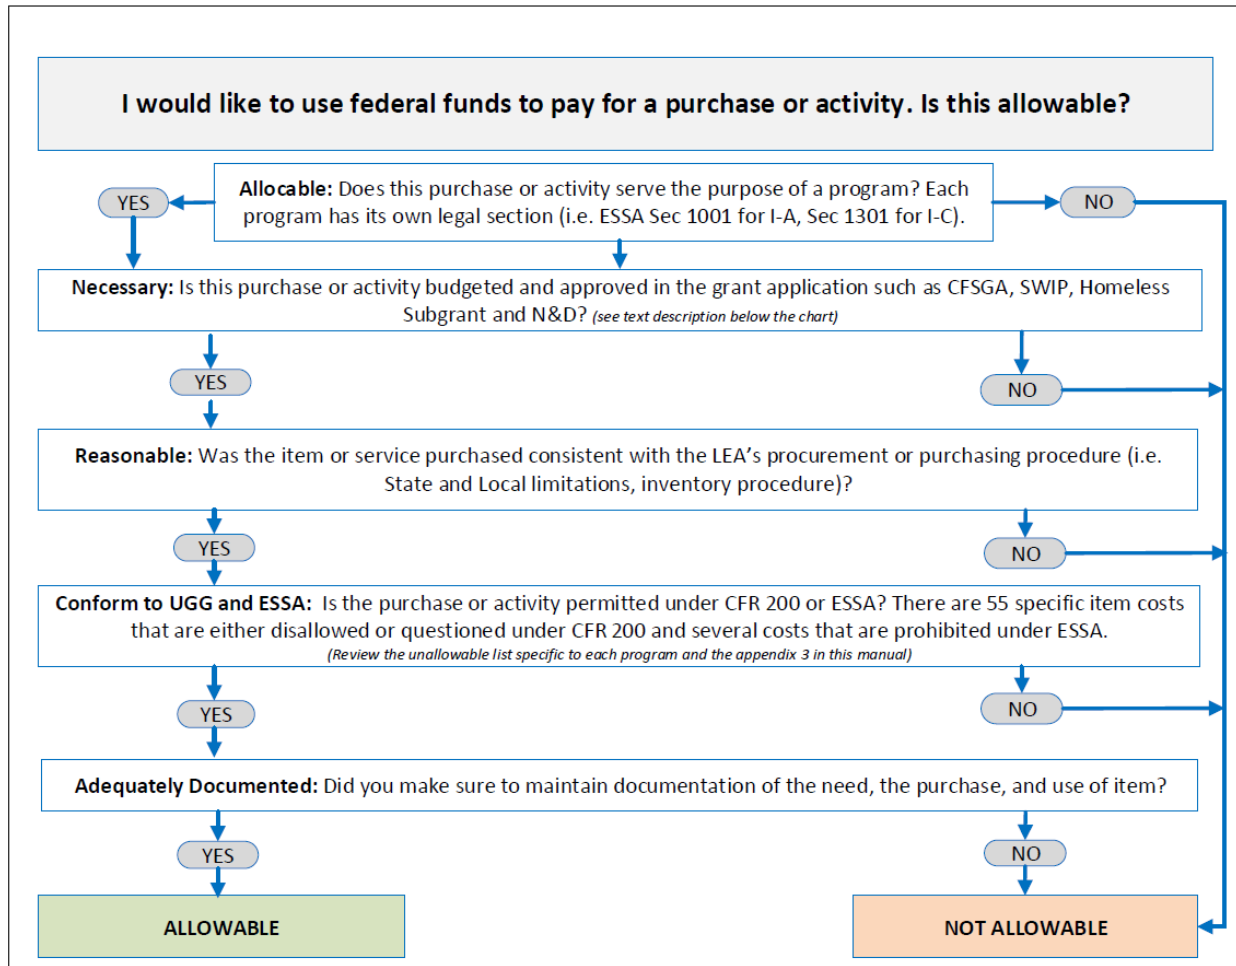 I would like to use federal funds to pay for a purchase or activity. Is this allowable?
Allocable: Does this purchase or activity serve the purpose of a program? Each
program has its own legal section (i.e. ESSA Sec 1001 for I-A, Sec 1301 for I-C).
YES
NO
Necessary: Is this purchase or activity budgeted and approved in the grant application such as CFSGA, SWIP, Homeless
Subgrant and N&D? (see text description below the chart)
YES
NO
Reasonable: Was the item or service purchased consistent with the LEA's procurement or purchasing procedure (i.e.
State and Local limitations, inventory procedure)?
YES
NO
Conform to UGG and ESSA: Is the purchase or activity permitted under CFR 200 or ESSA? There are 55 specific item costs
that are either disallowed or questioned under CFR 200 and several costs that are prohibited under ESSA.
(Review the unallowable list specific to each program and the appendix 3 in this manual)
YES
NO
Adequately Documented: Did you make sure to maintain documentation of the need, the purchase, and use of item?
YES
NO
ALLOWABLE
NOT ALLOWABLE